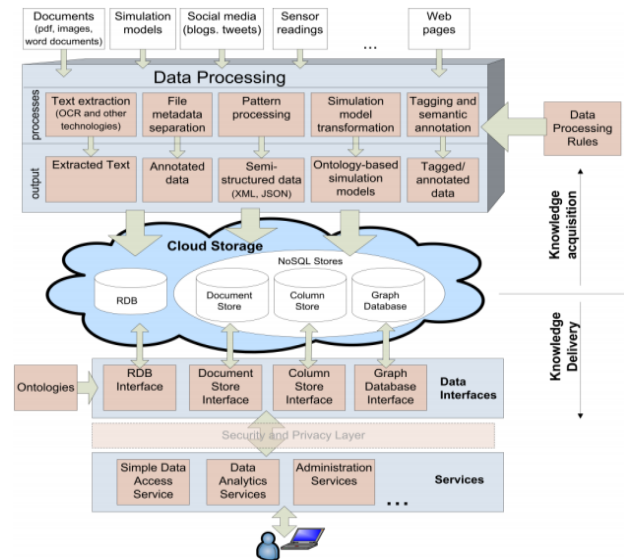 Documents
(pdf, images,
word documents)
Simulation
models
Social media
(blogs. tweets)
Sensor
readings
...
Web
pages
Data Processing
processes
Text extraction
(OCR and other
technologies)
File
metadata
separation
Pattern
processing
Simulation
model
transformation
Tagging and
semantic
annotation
Data
Processing
Rules
output
Extracted Text
Annotated
data
Semi-
structured data
(XML, JSON)
Ontology-based
simulation
models
Tagged/
annotated
data
Knowledge
acquisition
Cloud Storage
NoSQL Stores
RDB
Document
Store
Column
Store
Graph
Database
Knowledge
Delivery
Ontologies
RDB
Interface
Document
Store
Interface
Column
Store
Interface
Graph
Database
Interface
Data
Interfaces
Security and Privacy Layer
Simple Data
Access
Service
Data
Analytics
Services
Administration
Services
...
Services